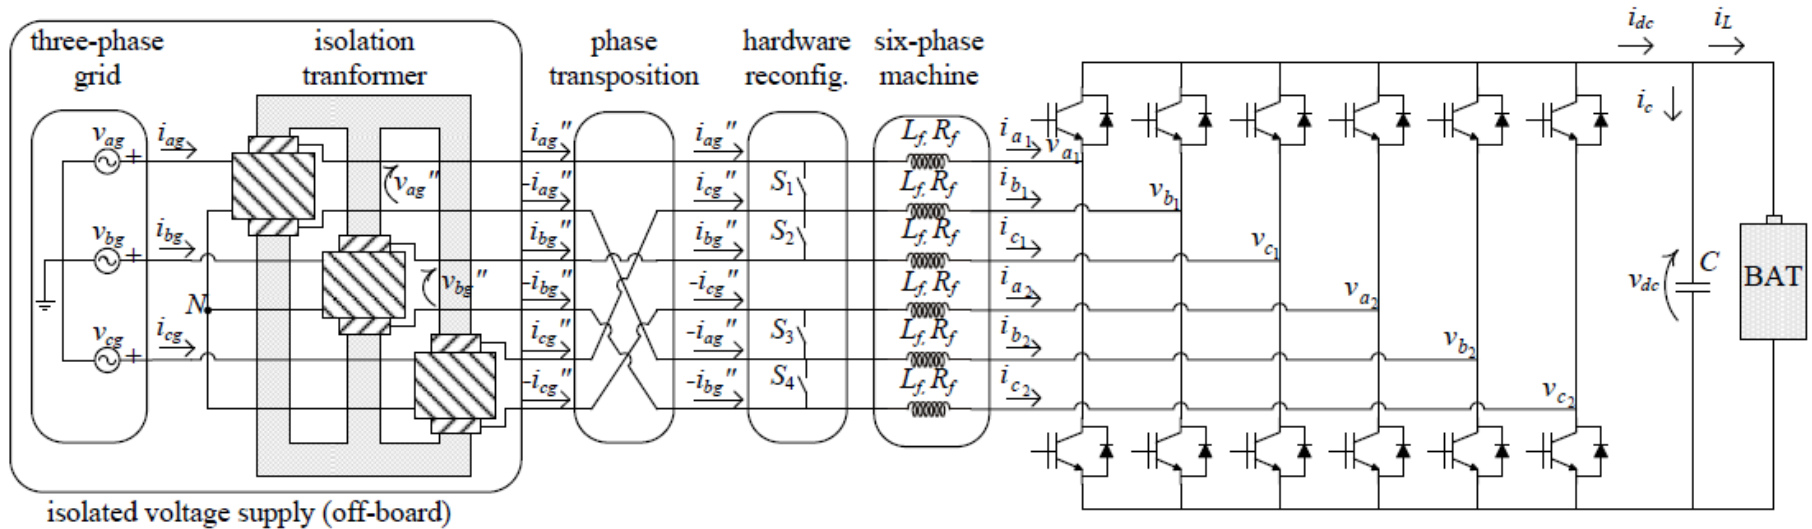 three-phase grid
isolation tranformer
phase transposition
hardware reconfig.
six-phase machine
i_dc
i_L
i_c
v_ag
+
i_ag
v_bg
+
i_bg
N
v_cg
+
i_cg
v_ag"
v_bg"
i_ag"
-i_ag"
i_bg"
-i_bg"
i_cg"
-i_cg"
i_ag"
i_cg"
i_bg"
-i_cg"
-i_ag"
-i_bg"
S_1
S_2
S_3
S_4
L_f, R_f
L_f, R_f
L_f, R_f
L_f, R_f
L_f, R_f
L_f, R_f
i_a1
i_b1
i_c1
i_a2
i_b2
i_c2
v_a1
v_b1
v_c1
v_a2
v_b2
v_c2
v_dc
C
BAT
isolated voltage supply (off-board)